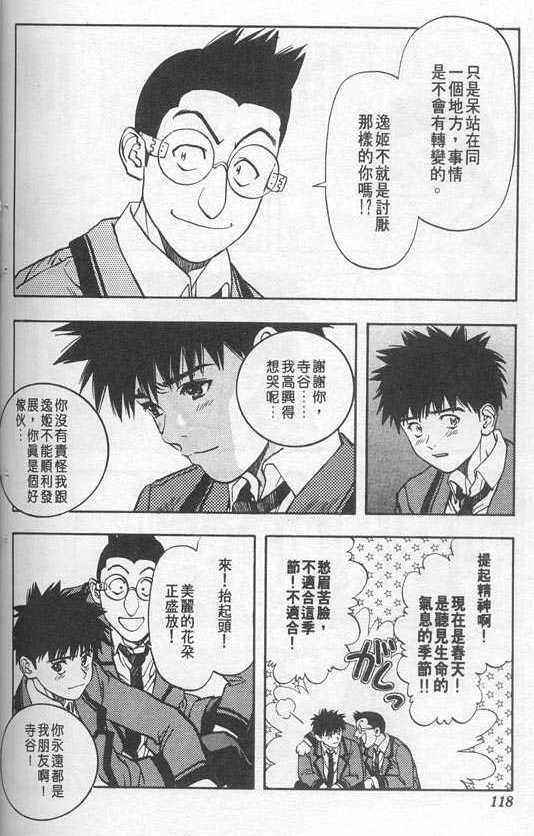 只是呆站在同
一個地方，事情
是不會有轉變的。
逸姬不就是討厭
那樣的你嗎!?
謝謝你，
寺谷…
我高興得
想哭呢…
你沒有責怪我跟
逸姬不能順利發
展，你真是個好
傢伙…
提起精神啊！
現在是春天！
是聽見生命的
氣息的季節!!
愁眉苦臉，
不適合這季
節！不適合！
ガくっ
來！抬起頭！
美麗的花朵
正盛放！
你永遠都是
我朋友啊！
寺谷！
118